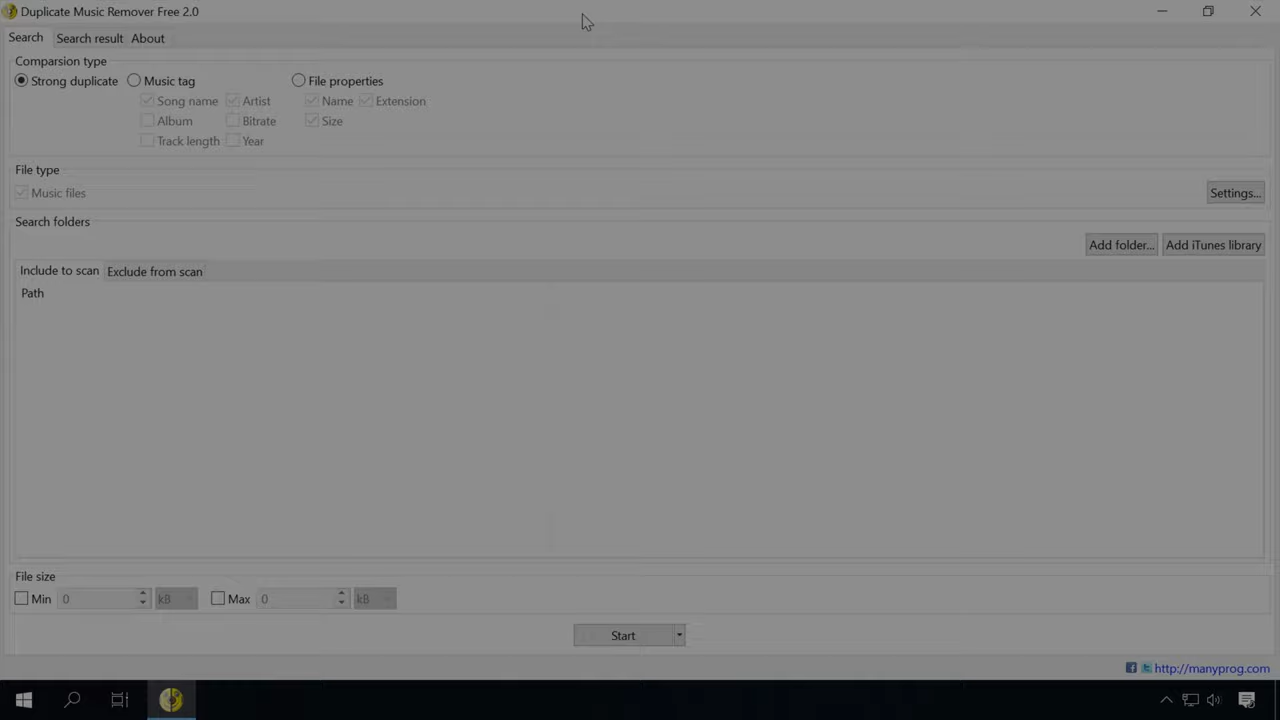 Duplicate Music Remover Free 2.0
Search Search result About
Comparsion type
Strong duplicate Music tag File properties
Song name Artist Name Extension
Album Bitrate Size
Track length Year
File type
Music files Settings...
Search folders
Add folder... Add iTunes library
Include to scan Exclude from scan
Path
File size
Min 0 kB Max 0 kB
Start
http://manyprog.com